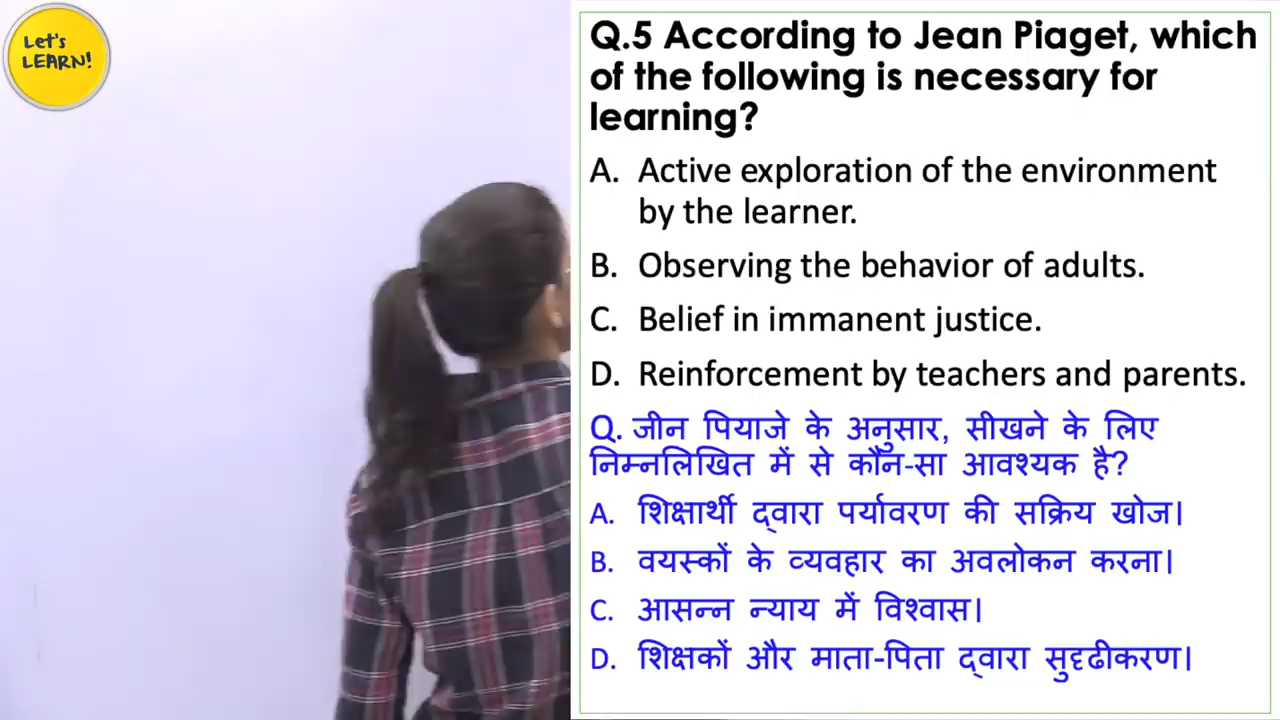 Let's
LEARN!
Q.5 According to Jean Piaget, which
of the following is necessary for
learning?
A. Active exploration of the environment
by the learner.
B. Observing the behavior of adults.
C. Belief in immanent justice.
D. Reinforcement by teachers and parents.
Q. जीन पियाजे के अनुसार, सीखने के लिए
निम्नलिखित में से कौन-सा आवश्यक है?
A. शिक्षार्थी द्वारा पर्यावरण की सक्रिय खोज।
B. वयस्कों के व्यवहार का अवलोकन करना।
C. आसन्न न्याय में विश्वास।
D. शिक्षकों और माता-पिता द्वारा सुदृढीकरण।